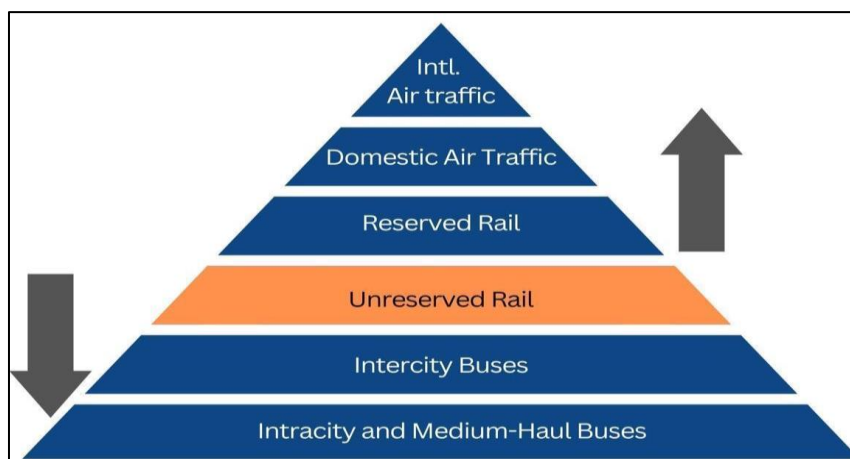 Intl.
Air traffic
Domestic Air Traffic
Reserved Rail
Unreserved Rail
Intercity Buses
Intracity and Medium-Haul Buses